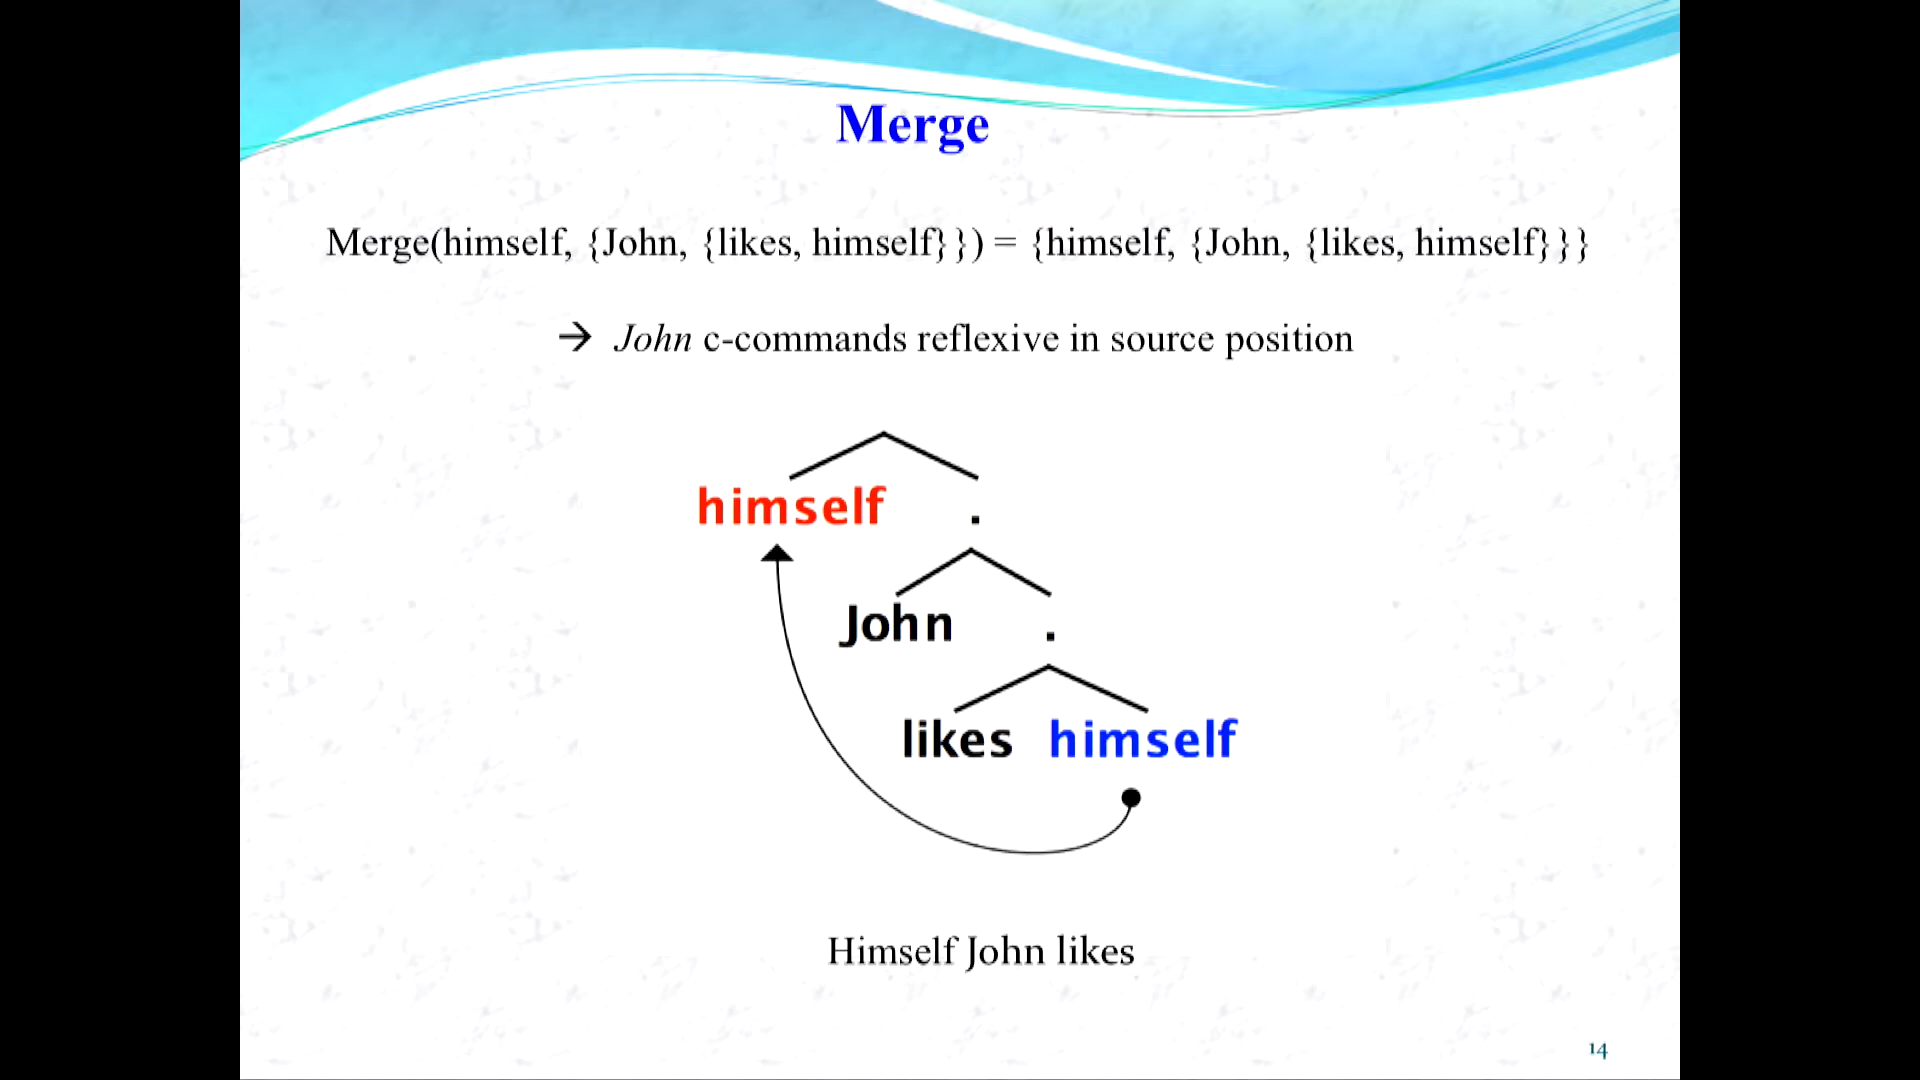 Merge
Merge(himself, {John, {likes, himself}}) = {himself, {John, {likes, himself}}}
→ John c-commands reflexive in source position
himself .
John .
likes himself
Himself John likes
14